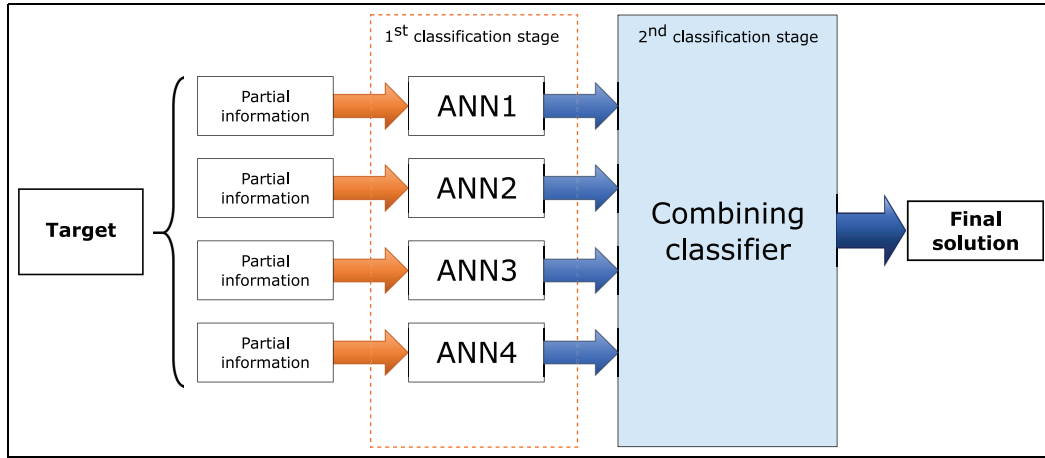 1st classification stage
2nd classification stage
Partial
information
ANN1
Partial
information
ANN2
Target
Combining
classifier
Final
solution
Partial
information
ANN3
Partial
information
ANN4